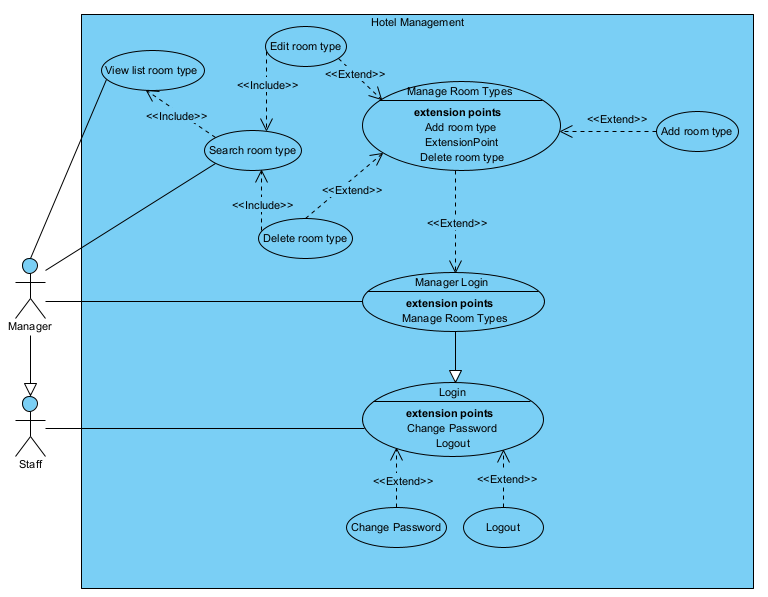 Hotel Management
Edit room type
View list room type
<<Extend>>
<<Include>>
Manage Room Types
extension points
Add room type
ExtensionPoint
Delete room type
<<Include>>
<<Extend>>
Add room type
Search room type
<<Extend>>
<<Include>>
<<Extend>>
Delete room type
Manager
Manager Login
extension points
Manage Room Types
Staff
Login
extension points
Change Password
Logout
<<Extend>>
<<Extend>>
Change Password
Logout